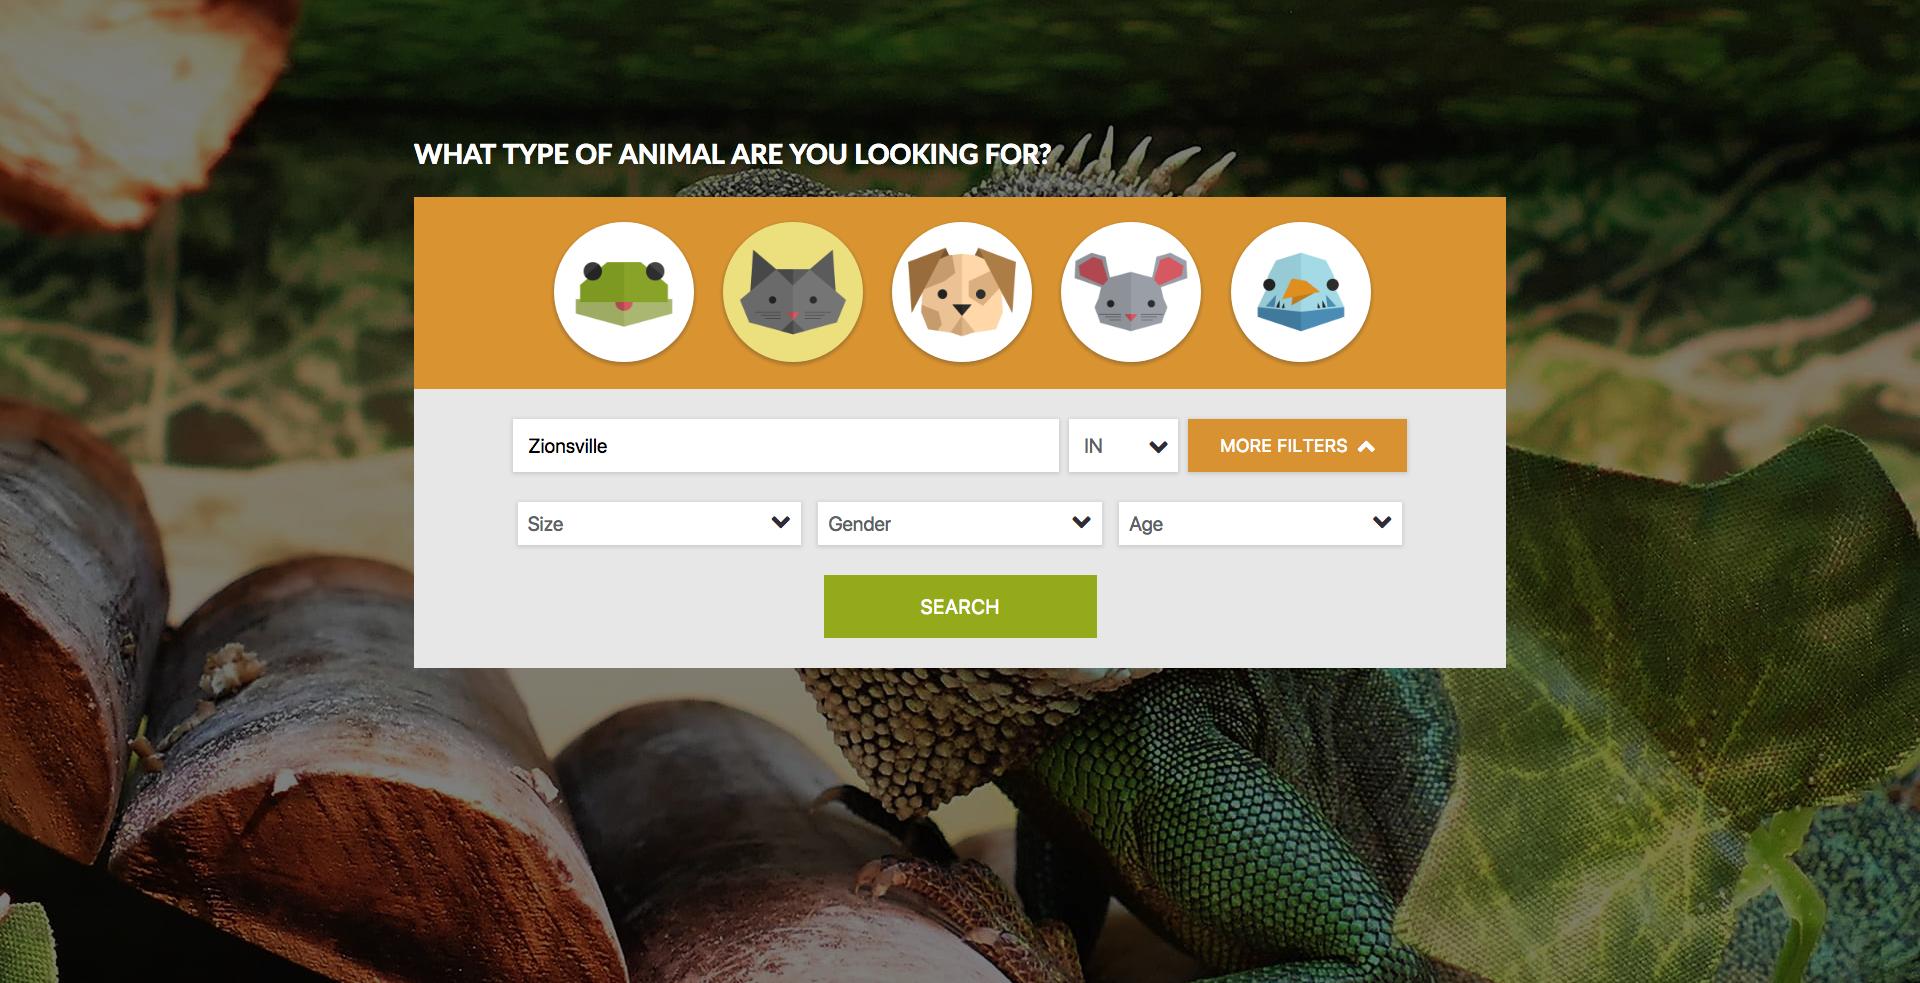 WHAT TYPE OF ANIMAL ARE YOU LOOKING FOR?
Zionsville
IN
MORE FILTERS
Size
Gender
Age
SEARCH